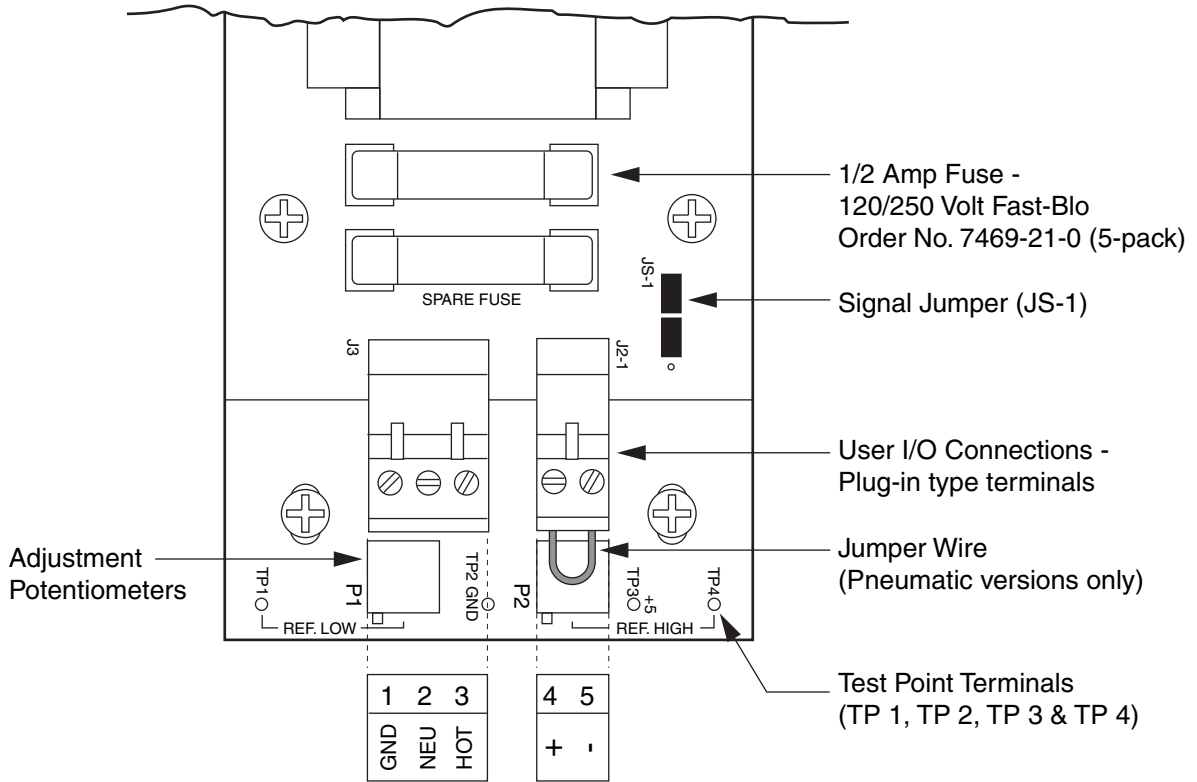 1/2 Amp Fuse -
120/250 Volt Fast-Blo
Order No. 7469-21-0 (5-pack)
JS-1
SPARE FUSE
Signal Jumper (JS-1)
J3
J2-1
User I/O Connections -
Plug-in type terminals
Adjustment
Potentiometers
Jumper Wire
(Pneumatic versions only)
TP1
P1
TP2 GND
P2
TP3
+5
TP4
REF. LOW
REF. HIGH
Test Point Terminals
(TP 1, TP 2, TP 3 & TP 4)
1 2 3
GND NEU HOT
4 5
+ -